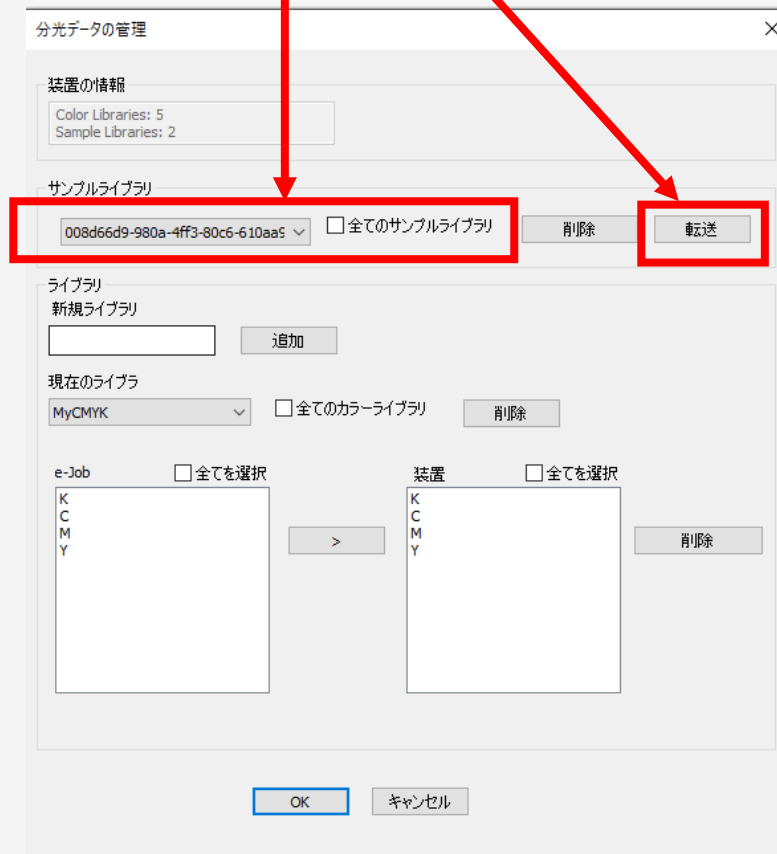 分光データの管理
装置の情報
Color Libraries: 5
Sample Libraries: 2
サンプルライブラリ
008d66d9-980a-4ff3-80c6-610aa9 全てのサンプルライブラリ 削除 転送
ライブラリ
新規ライブラリ
追加
現在のライブラ
MyCMYK 全てのカラーライブラリ 削除
e-Job 全てを選択 装置 全てを選択
K K
C C
M M
Y Y
> 削除
OK キャンセル